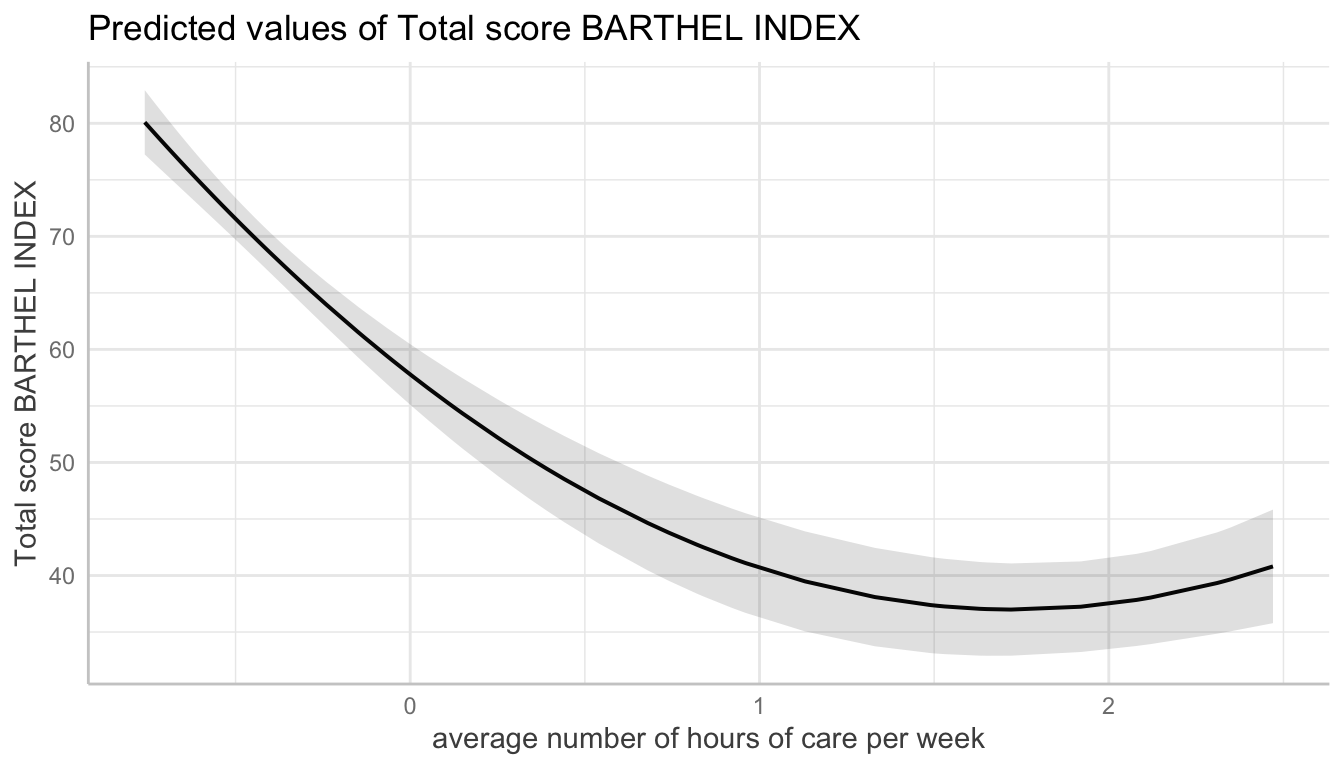 Predicted values of Total score BARTHEL INDEX
Total score BARTHEL INDEX
80
70
60
50
40
0
1
2
average number of hours of care per week